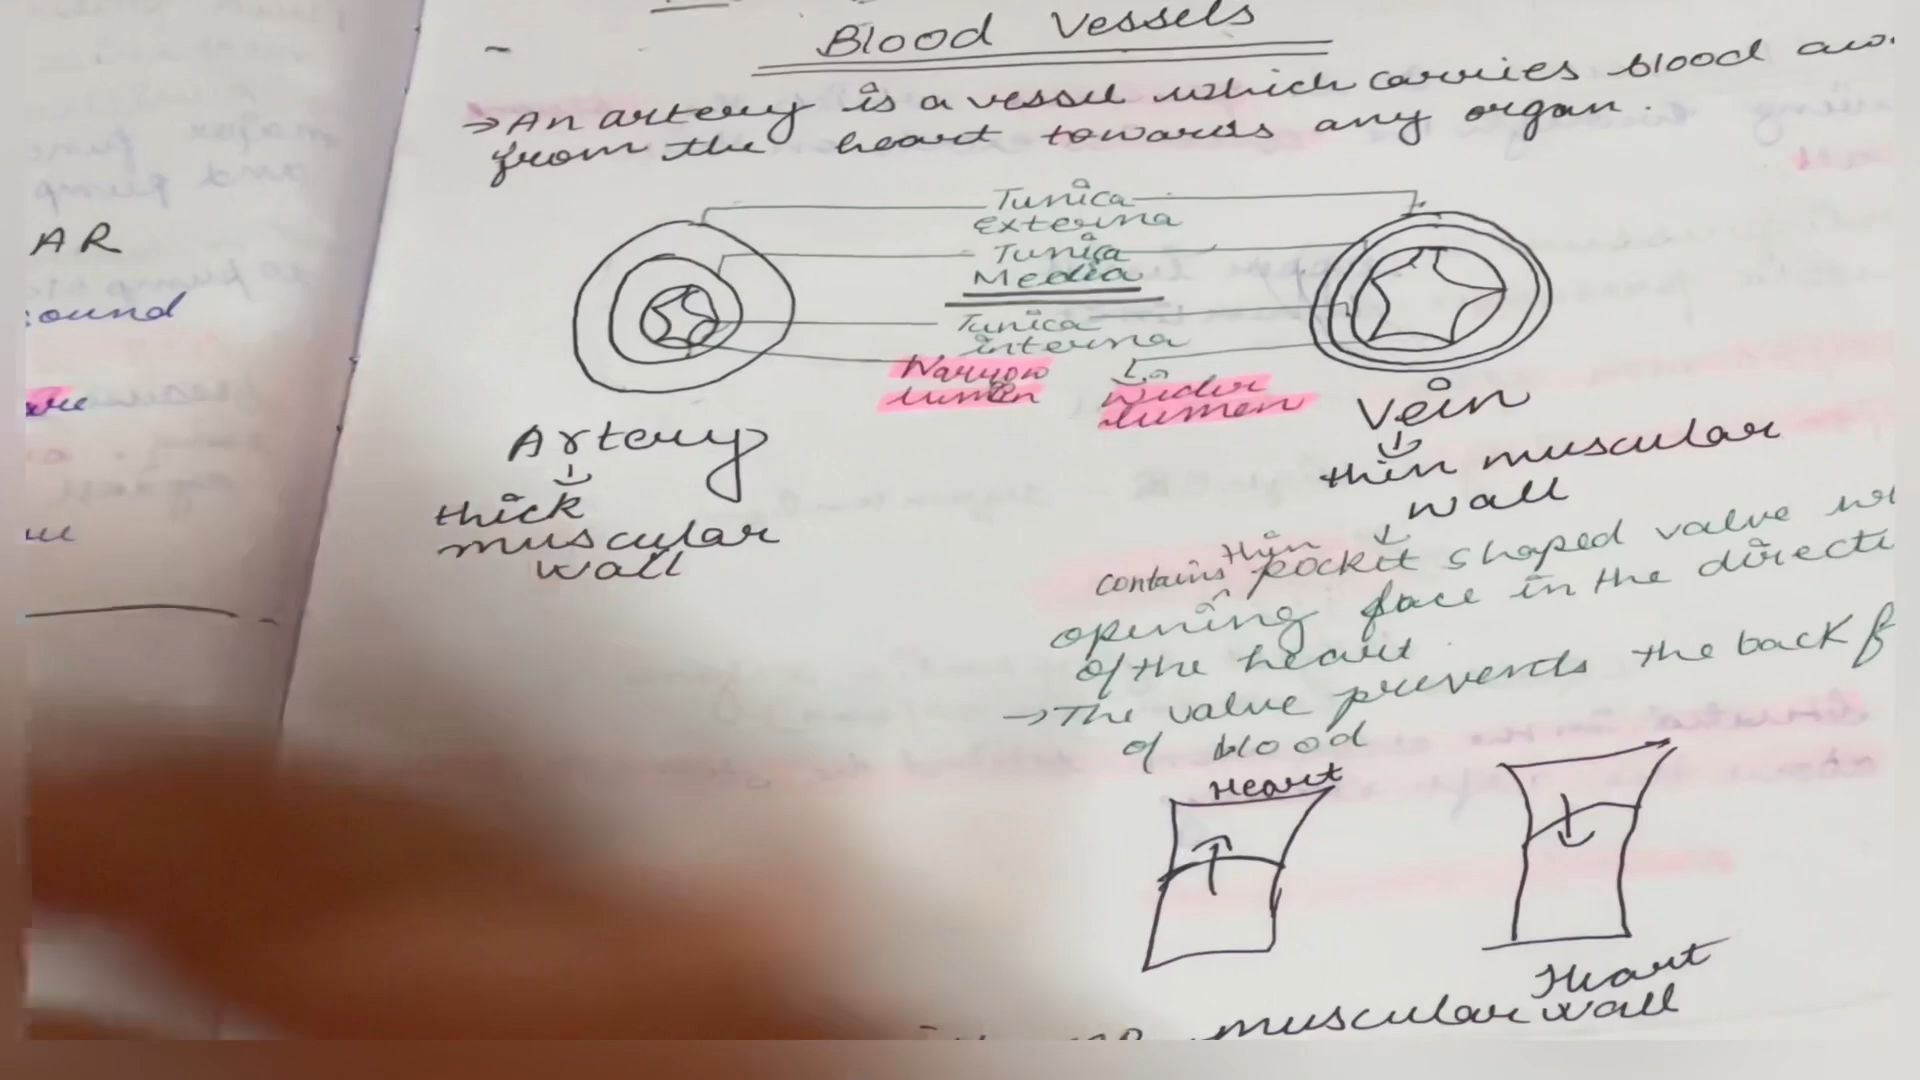 Blood Vessels
→ An artery is a vessel which carries blood
from the heart towards any organ.
Tunica
externa
Tunica
Media
Tunica
interna
Narrow
lumen
wider
lumen
Artery
thick
muscular
wall
Vein
thin muscular
wall
contains thin pocket shaped valve
opening face in the
of the heart
→ The valve prevents the back
of blood
Heart
Heart
muscular wall
AR